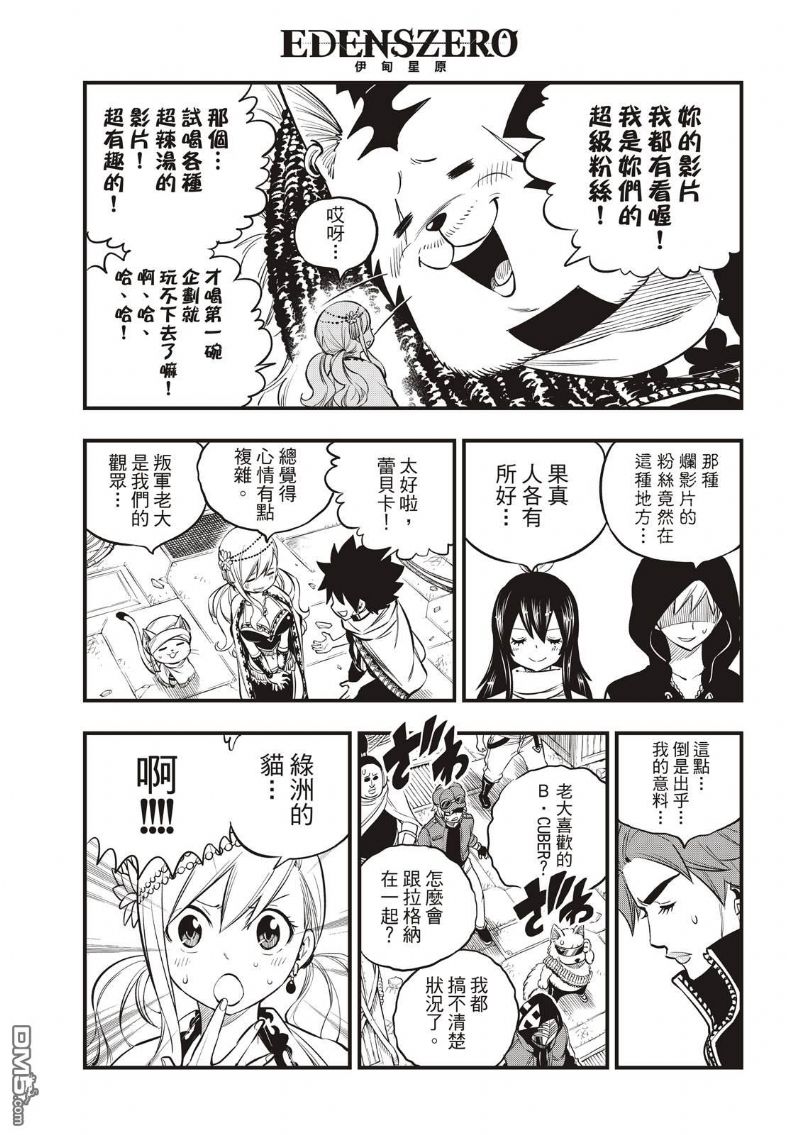 EDENSZERO
伊甸星原
妳的影片
我都有看喔！
我是妳們的
超級粉絲！
哎呀…
那個…
試喝各種
超辣湯的
影片！
超有趣的！
才喝第一碗
企劃就
玩不下去了嘛！
啊、哈、
哈、哈！
那種
爛影片的
粉絲竟然在
這種地方…
果真
人各有
所好…
太好啦，
蕾貝卡！
總覺得
心情有點
複雜。
叛軍老大
是我們的
觀眾…
這點…
倒是出乎…
我的意料…
老大喜歡的
B·CUBER?
怎麼會
跟拉格納
在一起？
我都
搞不清楚
狀況了。
ざわ
ざわ
綠洲的
貓…
啊!!!!
DM5.com